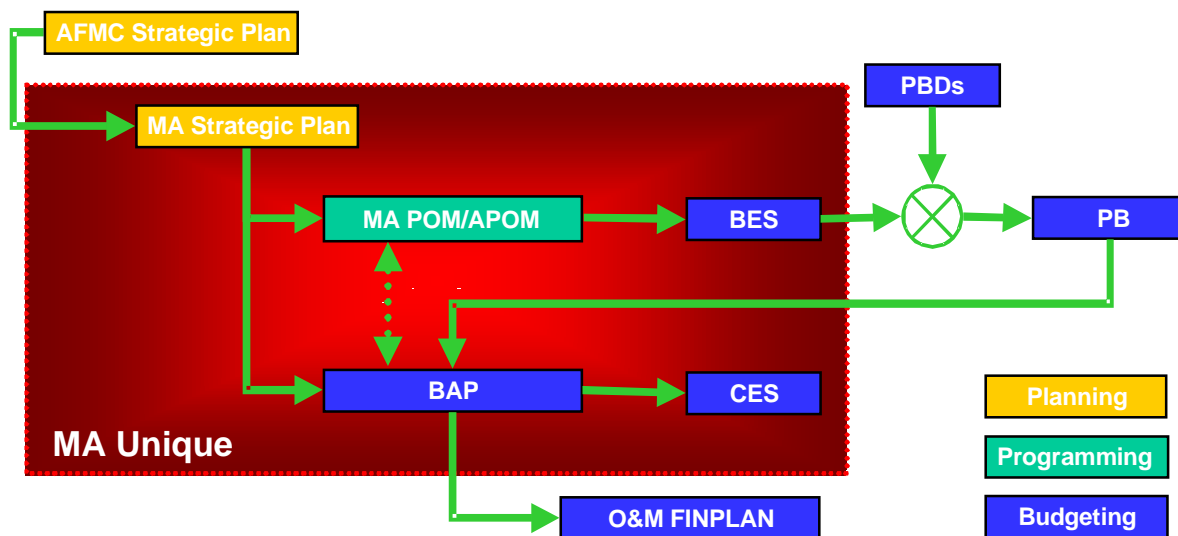 AFMC Strategic Plan
PBDs
MA Strategic Plan
MA POM/APOM
BES
PB
BAP
CES
Planning
MA Unique
Programming
O&M FINPLAN
Budgeting